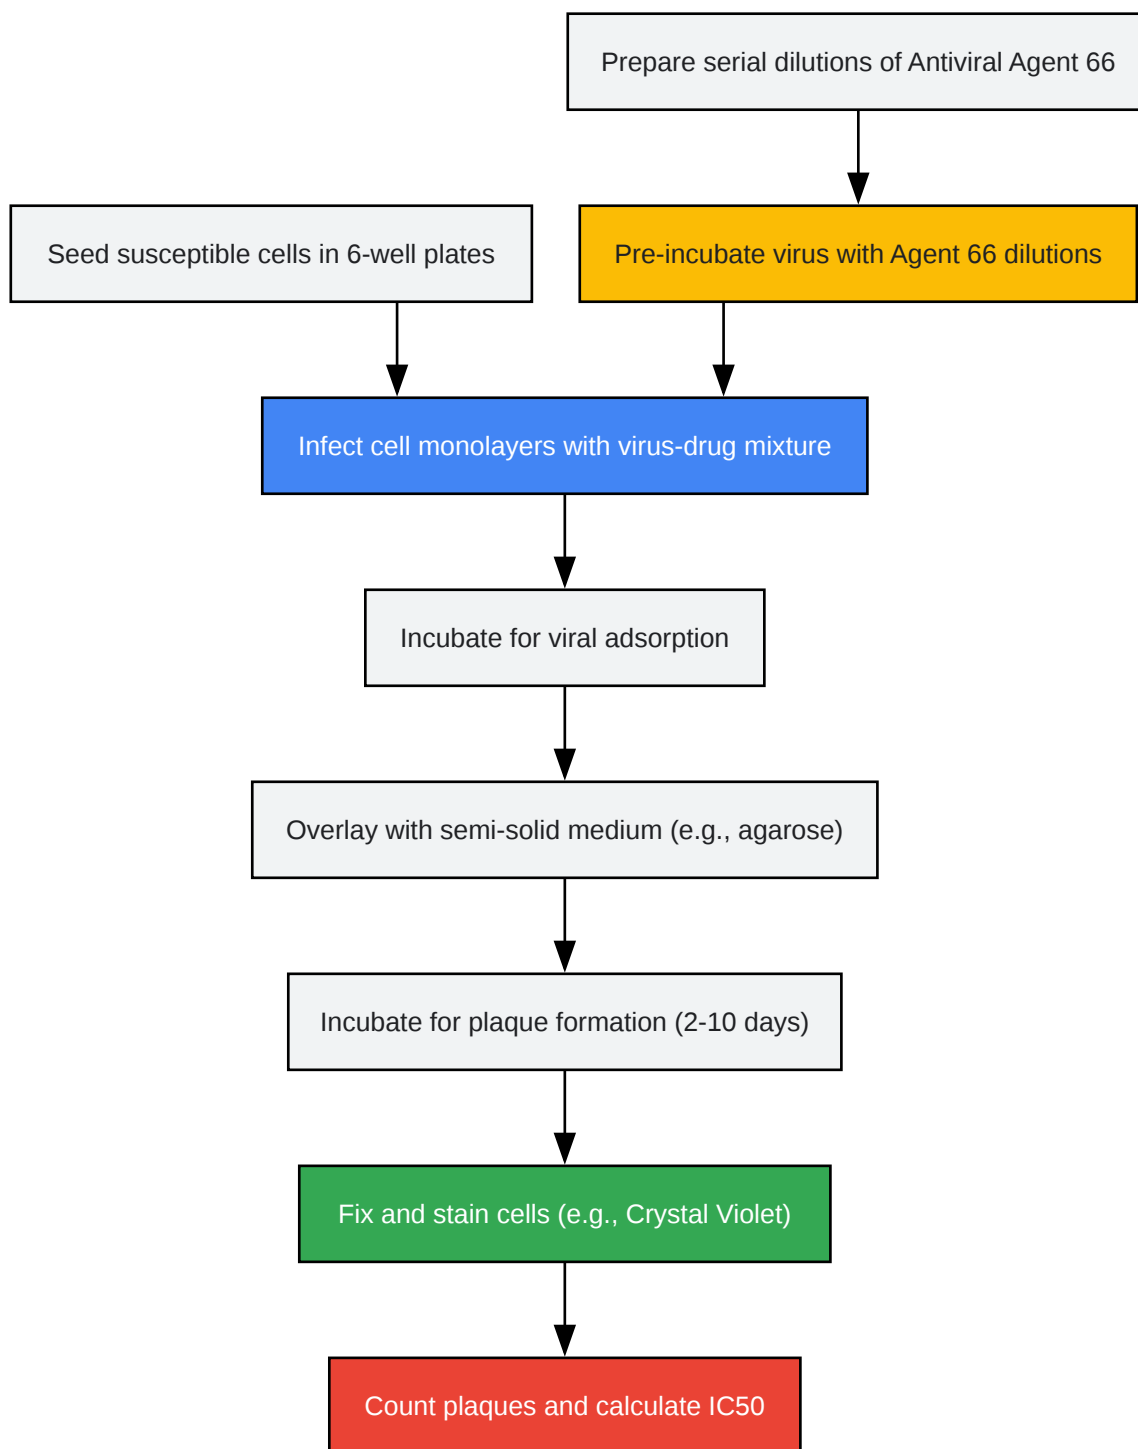 Prepare serial dilutions of Antiviral Agent 66
Seed susceptible cells in 6-well plates
Pre-incubate virus with Agent 66 dilutions
Infect cell monolayers with virus-drug mixture
Incubate for viral adsorption
Overlay with semi-solid medium (e.g., agarose)
Incubate for plaque formation (2-10 days)
Fix and stain cells (e.g., Crystal Violet)
Count plaques and calculate IC50